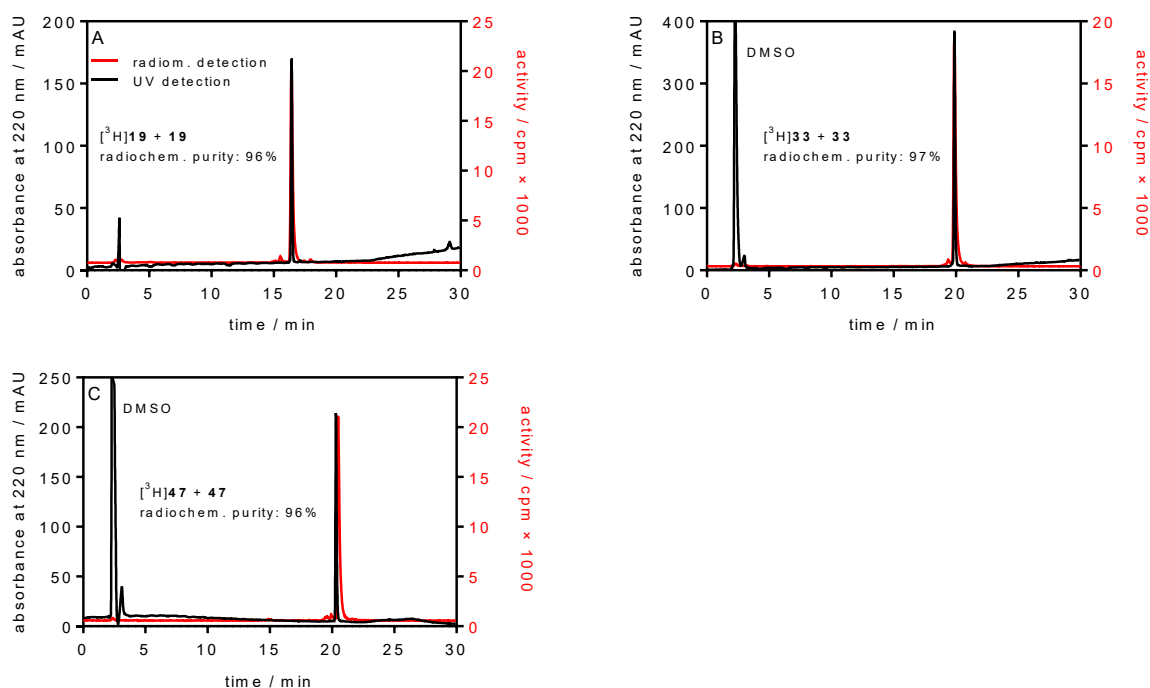 A
radiom. detection
UV detection
[³H]19 + 19
radiochem. purity: 96%
absorbance at 220 nm / mAU
200
150
100
50
0
activity / cpm × 1000
25
20
15
10
5
0
0 5 10 15 20 25 30
time / min
B
DMSO
[³H]33 + 33
radiochem. purity: 97%
absorbance at 220 nm / mAU
400
300
200
100
0
activity / cpm × 1000
20
15
10
5
0
0 5 10 15 20 25 30
time / min
C
DMSO
[³H]47 + 47
radiochem. purity: 96%
absorbance at 220 nm / mAU
250
200
150
100
50
0
activity / cpm × 1000
25
20
15
10
5
0
0 5 10 15 20 25 30
time / min